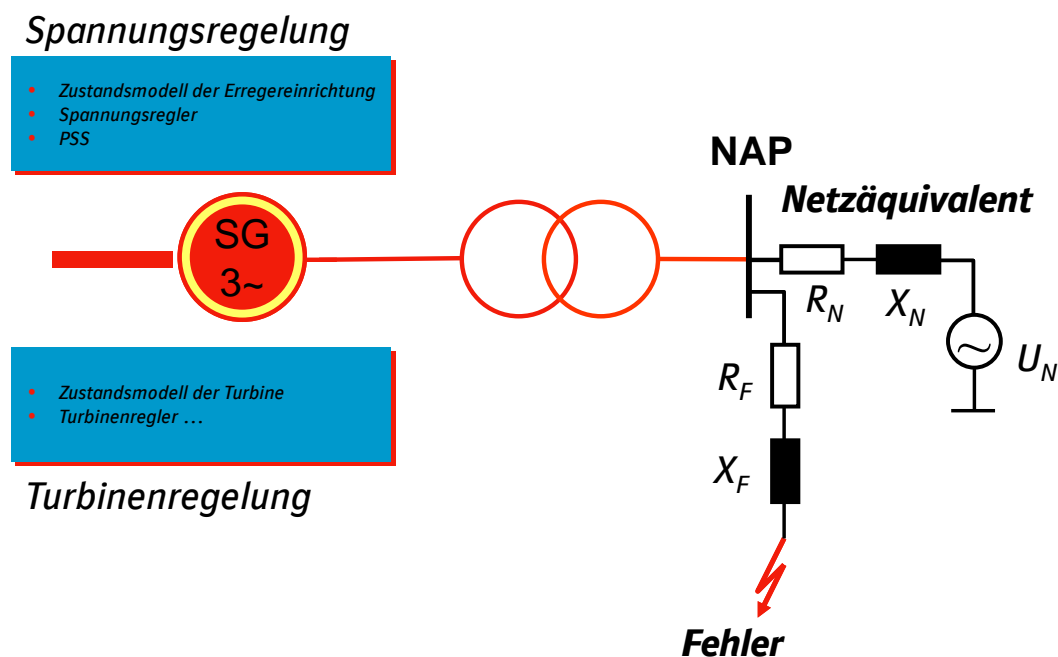 Spannungsregelung
• Zustandsmodell der Erregereinrichtung
• Spannungsregler
• PSS
NAP
Netzäquivalent
SG
3~
R_N
X_N
~
U_N
R_F
X_F
• Zustandsmodell der Turbine
• Turbinenregler …
Turbinenregelung
Fehler